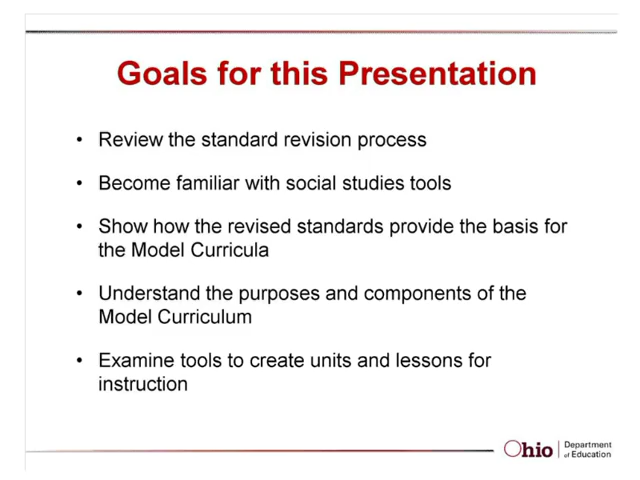 Goals for this Presentation
• Review the standard revision process
• Become familiar with social studies tools
• Show how the revised standards provide the basis for
the Model Curricula
• Understand the purposes and components of the
Model Curriculum
• Examine tools to create units and lessons for
instruction
Ohio Department
of Education